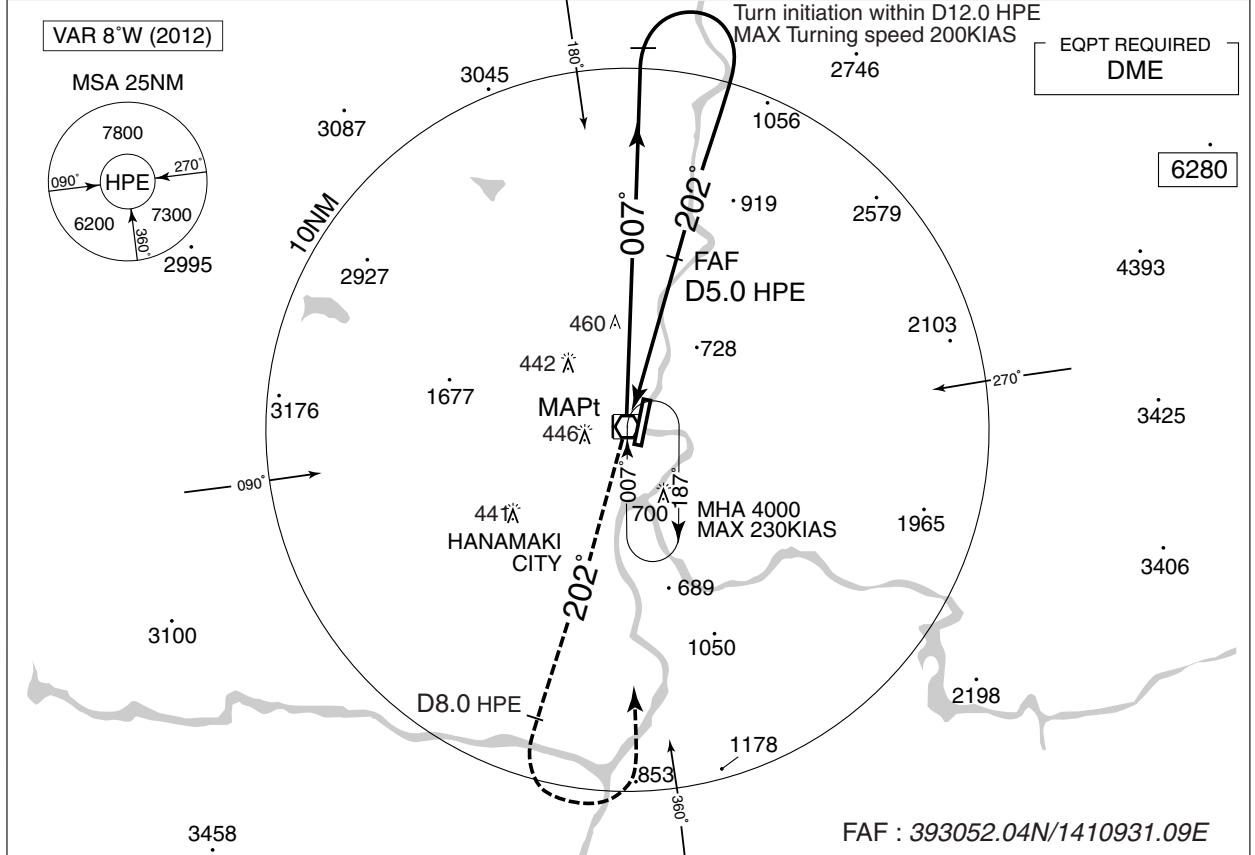 VAR 8°W (2012)
MSA 25NM
7800
HPE
090°
270°
6200
7300
360°
Turn initiation within D12.0 HPE
MAX Turning speed 200KIAS
EQPT REQUIRED
DME
180°
3045
2746
3087
1056
6280
10NM
007°
202°
919
2579
2995
2927
FAF
D5.0 HPE
4393
460
2103
442
728
270°
1677
3176
MAPt
446
3425
090°
007°
187°
441
700
MHA 4000
MAX 230KIAS
1965
HANAMAKI
CITY
3406
202°
689
3100
1050
D8.0 HPE
2198
1178
853
360°
3458
FAF : 393052.04N/1410931.09E